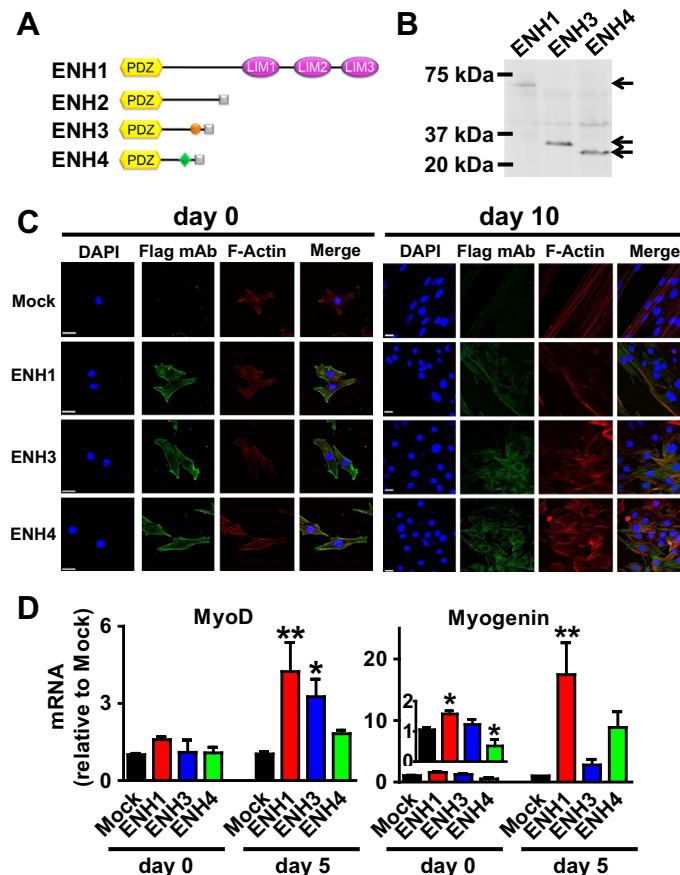 A
ENH1 PDZ LIM1 LIM2 LIM3
ENH2 PDZ
ENH3 PDZ
ENH4 PDZ
B
ENH1 ENH3 ENH4
75 kDa
37 kDa
20 kDa
C
day 0 day 10
DAPI Flag mAb F-Actin Merge DAPI Flag mAb F-Actin Merge
Mock
ENH1
ENH3
ENH4
D
mRNA
(relative to Mock)
MyoD
6
3
0
** *
Mock ENH1 ENH3 ENH4 Mock ENH1 ENH3 ENH4
day 0 day 5
Myogenin
20
10
0
2
1
0
* * **
Mock ENH1 ENH3 ENH4 Mock ENH1 ENH3 ENH4
day 0 day 5